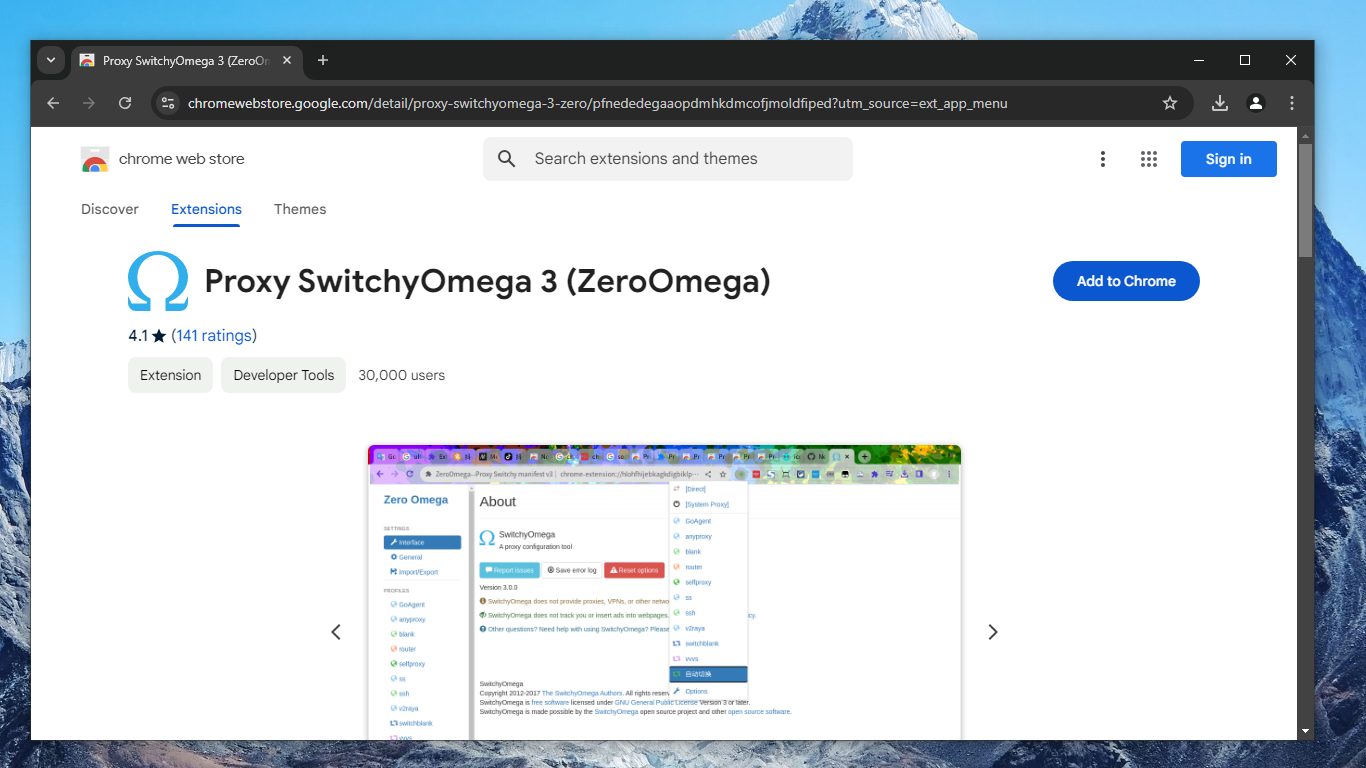 Proxy SwitchyOmega 3 (ZeroOm
chromewebstore.google.com/detail/proxy-switchyomega-3-zero/pfnededegaaopdmhkdmcofjmoldfiped?utm_source=ext_app_menu
chrome web store
Search extensions and themes
Sign in
Discover
Extensions
Themes
Proxy SwitchyOmega 3 (ZeroOmega)
Add to Chrome
4.1 ★ (141 ratings)
Extension
Developer Tools
30,000 users
ZeroOmega--Proxy Switchy manifest v3
Zero Omega
SETTINGS
Interface
General
Import/Export
PROFILES
GoAgent
anyproxy
blank
router
selfproxy
ss
ssh
v2raya
switchblank
vvvs
About
SwitchyOmega
A proxy configuration tool
Report issues
Save error log
Reset options
Version 3.0.0
SwitchyOmega does not provide proxies, VPNs, or other
SwitchyOmega does not track you or insert ads into webpages.
Other questions? Need help with using SwitchyOmega?
SwitchyOmega
Copyright 2012-2017 The SwitchyOmega Authors. All rights
SwitchyOmega is free software licensed under GNU General Public License Version 3 or later.
SwitchyOmega is made possible by the SwitchyOmega open source project and other open source software.
[Direct]
[System Proxy]
GoAgent
anyproxy
blank
router
selfproxy
ss
ssh
v2raya
switchblank
vvvs
自动切换
Options